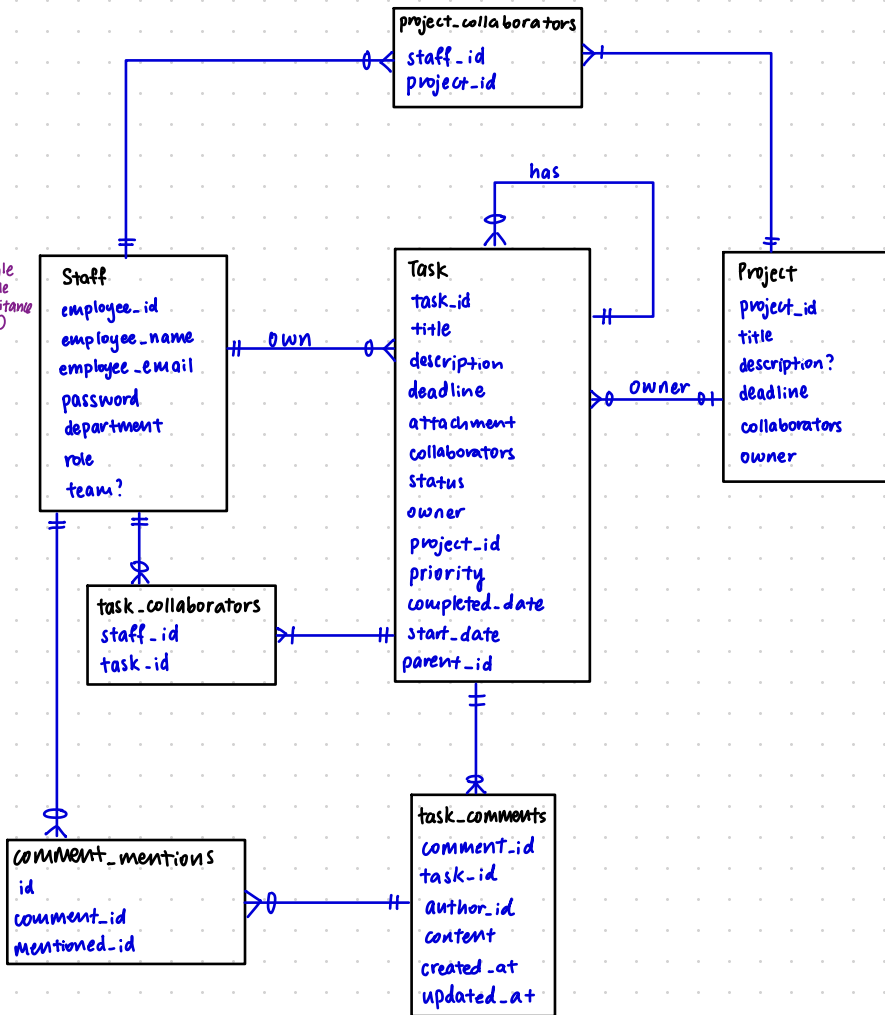 project_collaborators
staff_id
project_id
has
Staff
employee_id
employee_name
employee_email
password
department
role
team?
own
Task
task_id
title
description
deadline
attachment
collaborators
status
owner
project_id
priority
completed_date
start_date
parent_id
owner
Project
project_id
title
description?
deadline
collaborators
owner
task_collaborators
staff_id
task_id
comment_mentions
id
comment_id
mentioned_id
task_comments
comment_id
task_id
author_id
content
created_at
updated_at